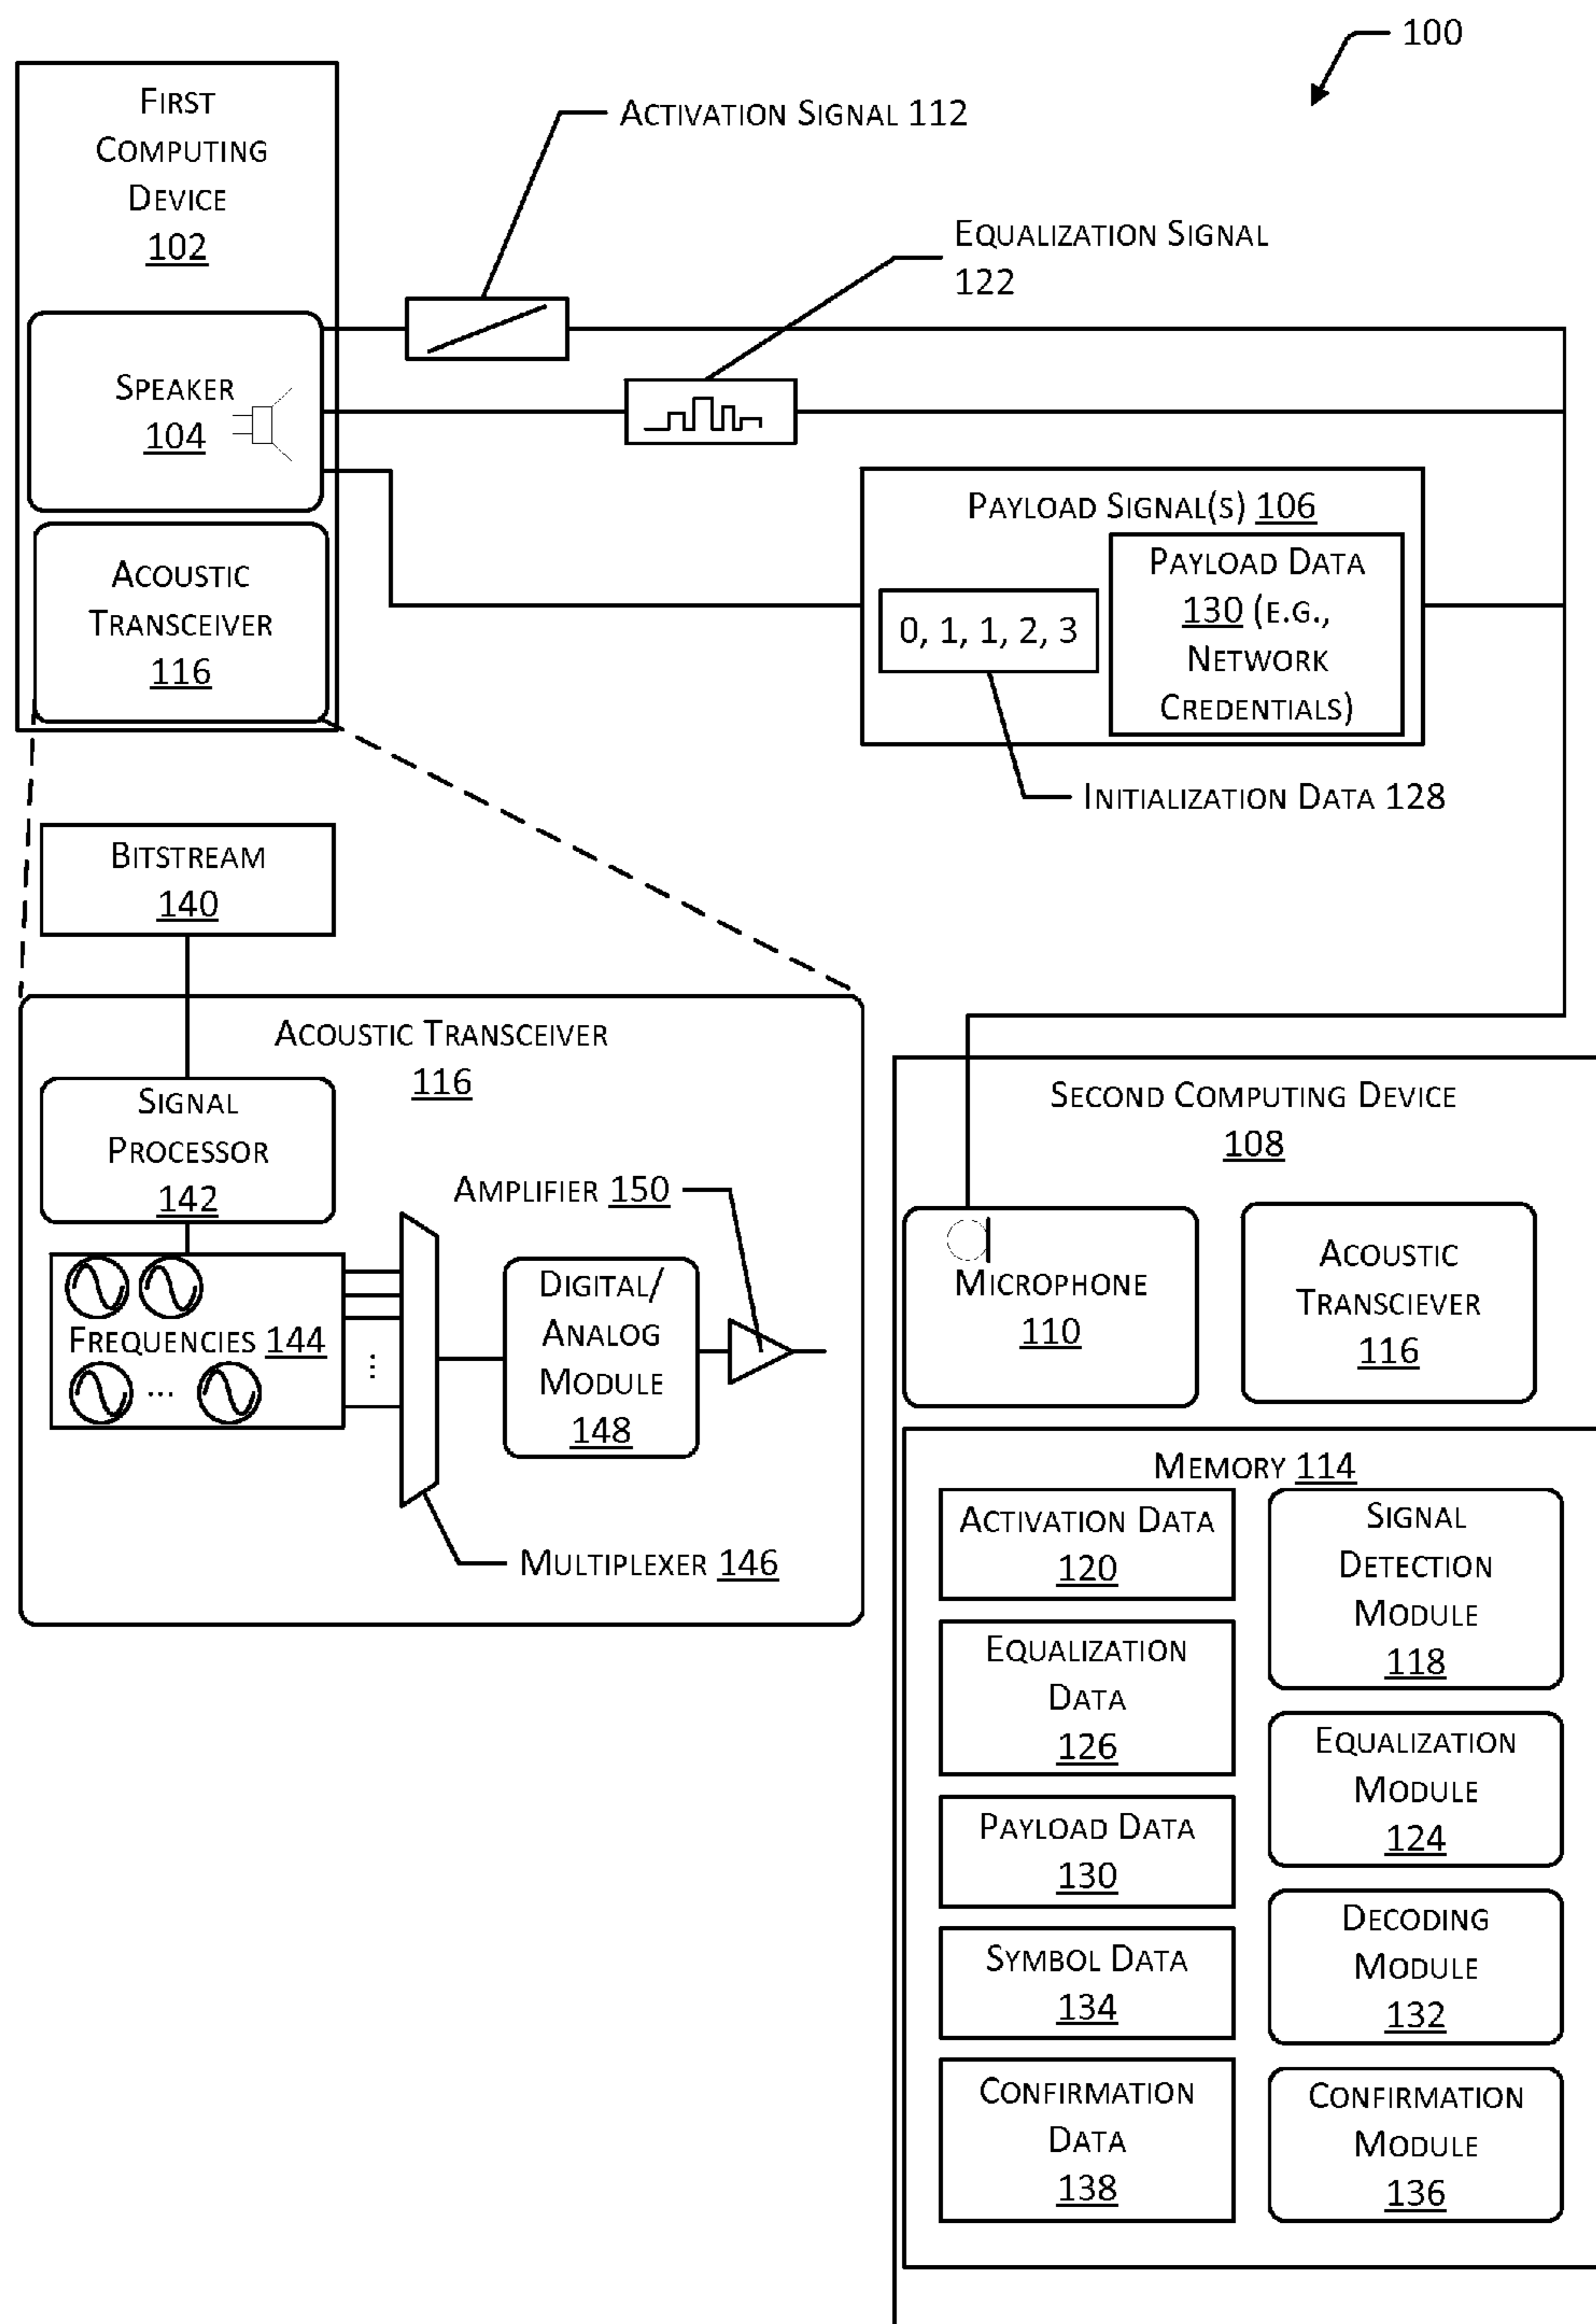 100
First
Computing
Device
102
Activation Signal 112
Equalization Signal
122
Speaker
104
Acoustic
Transceiver
116
Payload Signal(s) 106
0, 1, 1, 2, 3
Payload Data
130 (e.g.,
Network
Credentials)
Initialization Data 128
Bitstream
140
Acoustic Transceiver
116
Signal
Processor
142
Frequencies 144
...
...
Amplifier 150
Digital/
Analog
Module
148
Multiplexer 146
Second Computing Device
108
Microphone
110
Acoustic
Transciever
116
Memory 114
Activation Data
120
Equalization
Data
126
Payload Data
130
Symbol Data
134
Confirmation
Data
138
Signal
Detection
Module
118
Equalization
Module
124
Decoding
Module
132
Confirmation
Module
136